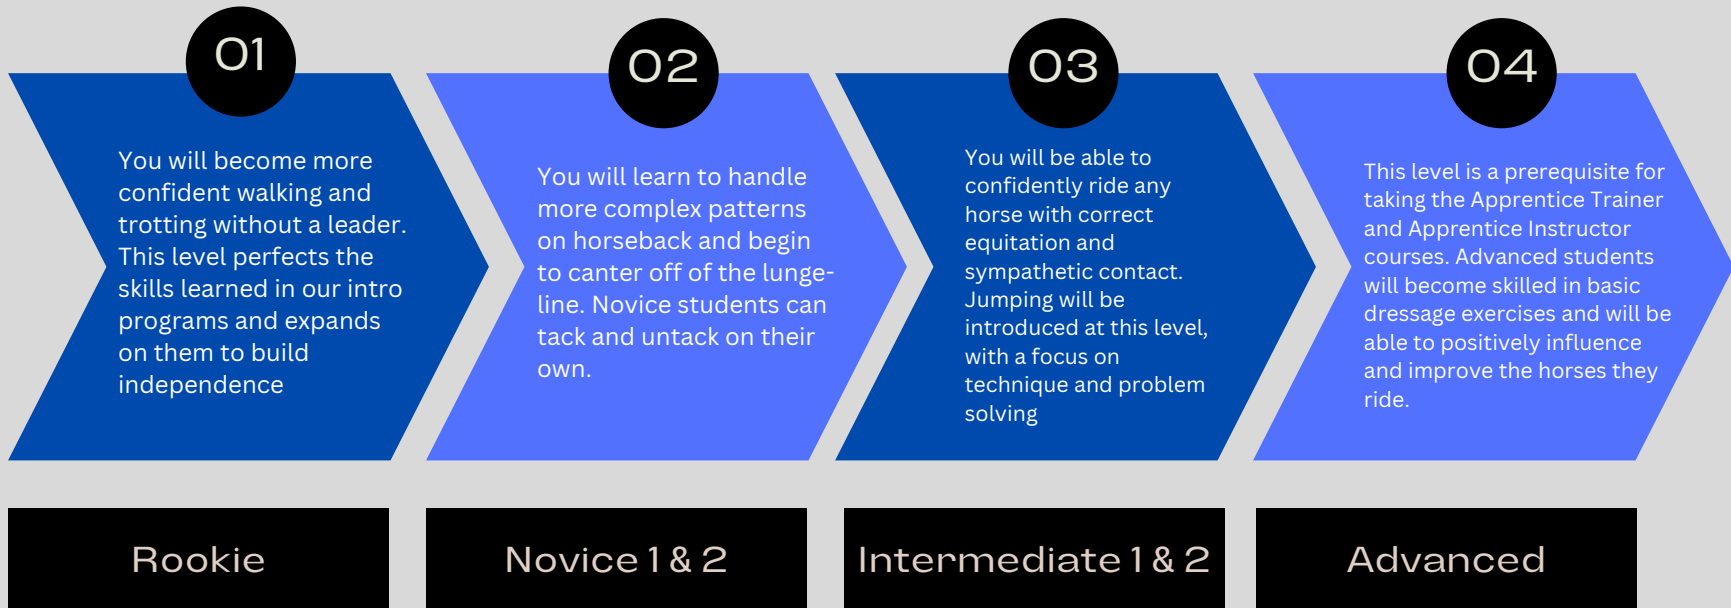 01
You will become more
confident walking and
trotting without a leader.
This level perfects the
skills learned in our intro
programs and expands
on them to build
independence
Rookie
02
You will learn to handle
more complex patterns
on horseback and begin
to canter off of the lunge-
line. Novice students can
tack and untack on their
own.
Novice 1 & 2
03
You will be able to
confidently ride any
horse with correct
equitation and
sympathetic contact.
Jumping will be
introduced at this level,
with a focus on
technique and problem
solving
Intermediate 1 & 2
04
This level is a prerequisite for
taking the Apprentice Trainer
and Apprentice Instructor
courses. Advanced students
will become skilled in basic
dressage exercises and will be
able to positively influence
and improve the horses they
ride.
Advanced